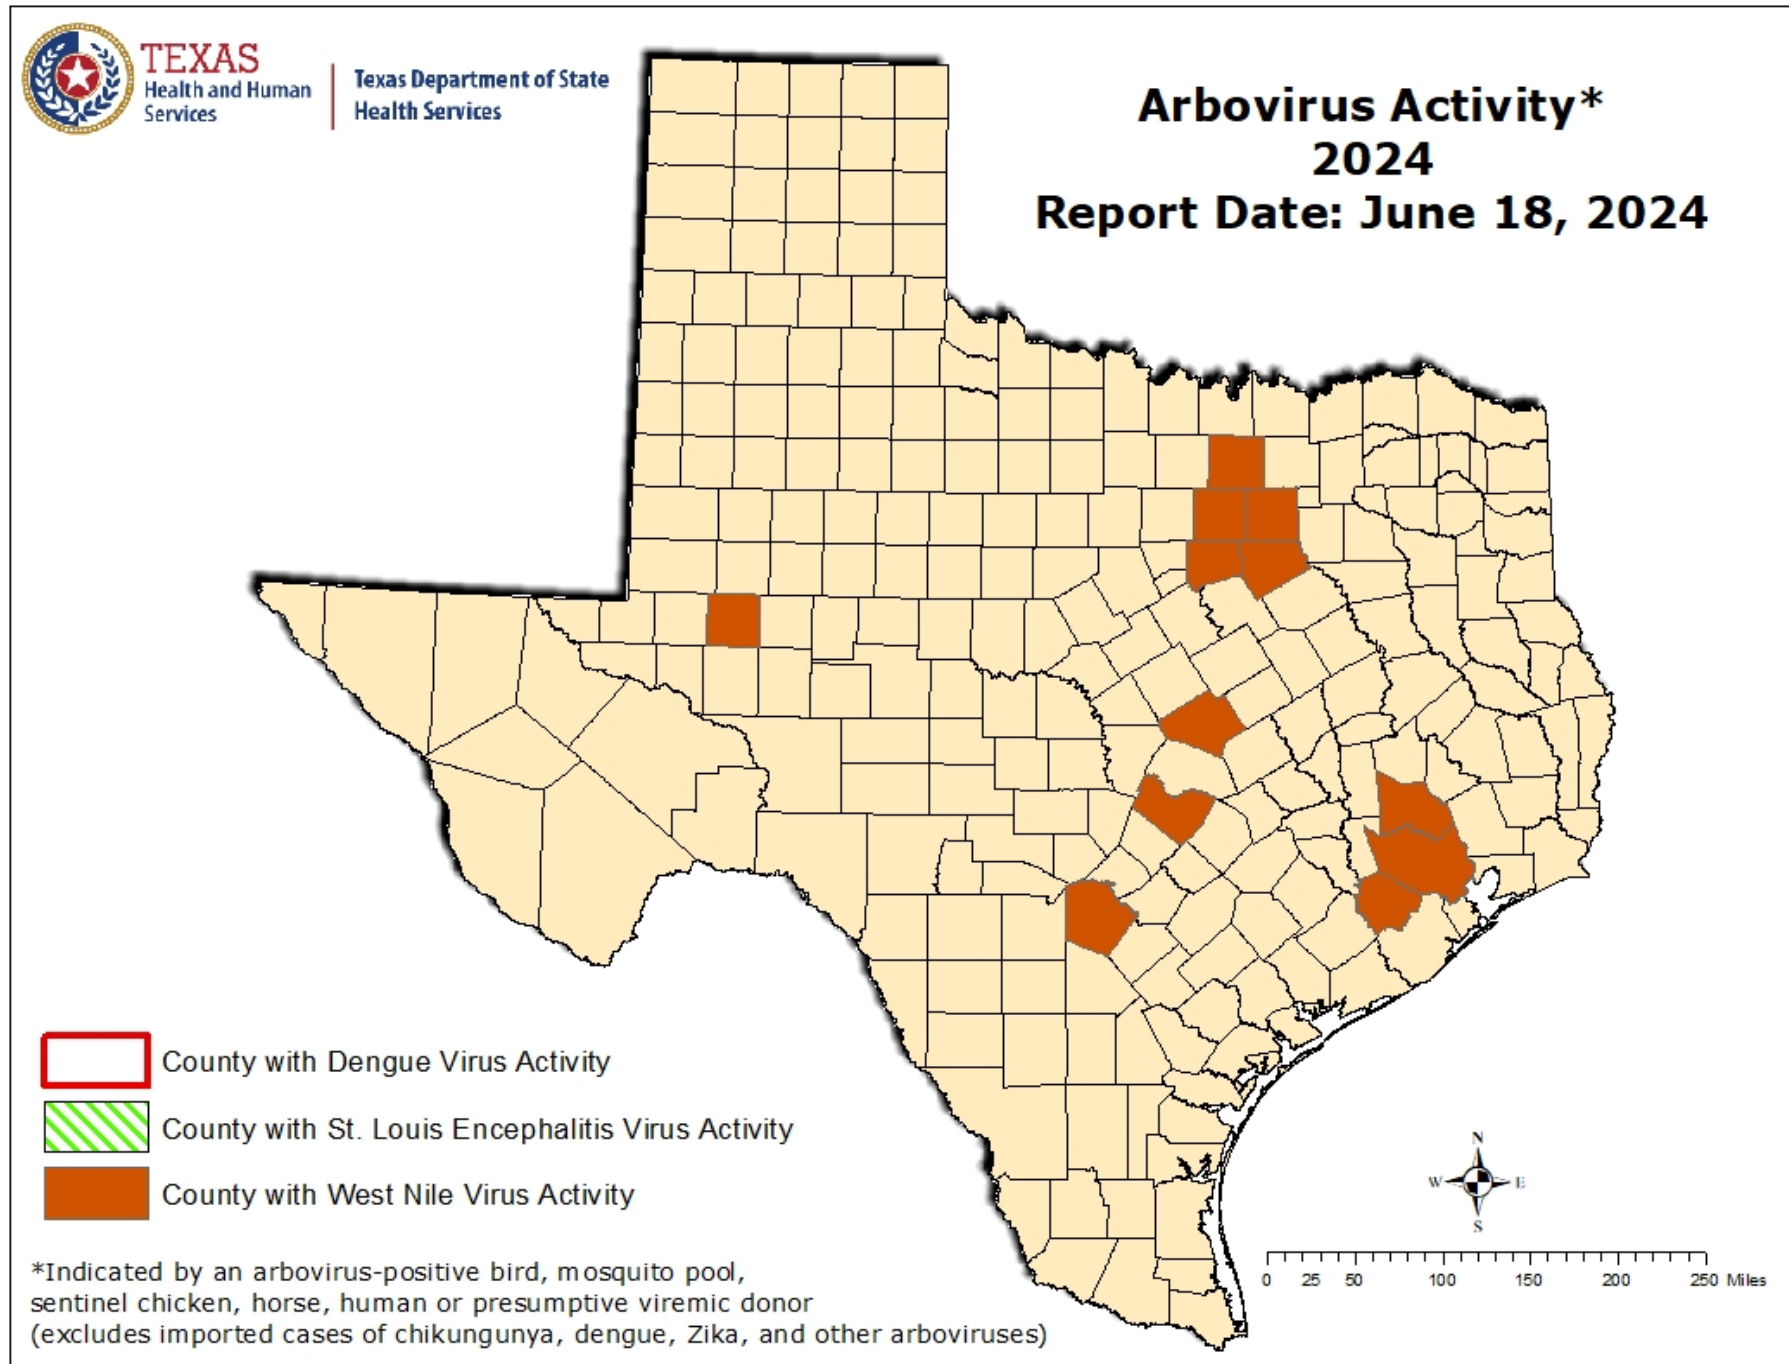 TEXAS
Health and Human
Services
Texas Department of State
Health Services
Arbovirus Activity*
2024
Report Date: June 18, 2024
County with Dengue Virus Activity
County with St. Louis Encephalitis Virus Activity
County with West Nile Virus Activity
*Indicated by an arbovirus-positive bird, mosquito pool,
sentinel chicken, horse, human or presumptive viremic donor
(excludes imported cases of chikungunya, dengue, Zika, and other arboviruses)
N
W E
S
0 25 50 100 150 200 250 Miles